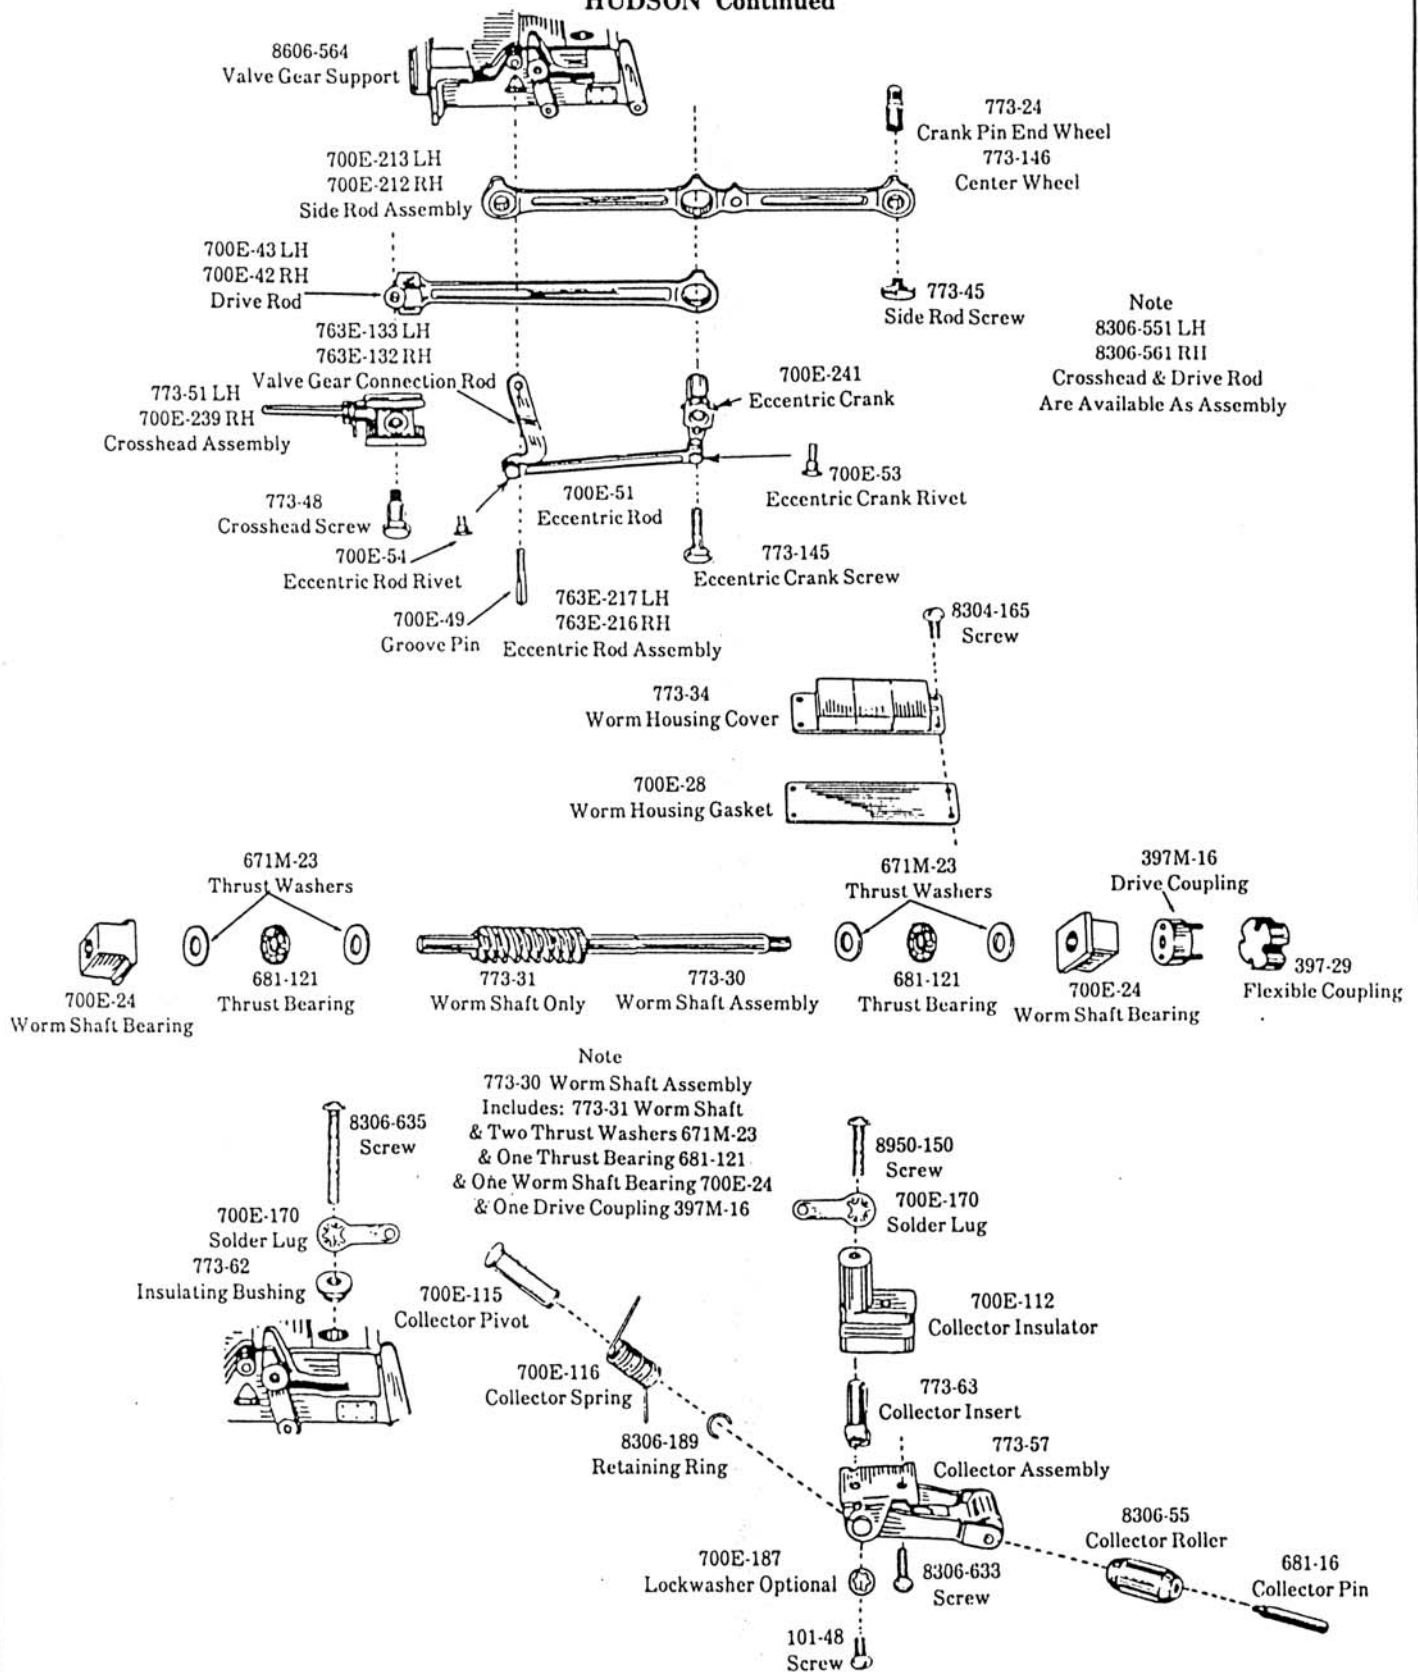 HUDSON Continued
8606-564
Valve Gear Support
773-24
Crank Pin End Wheel
773-146
Center Wheel
700E-213 LH
700E-212 RH
Side Rod Assembly
700E-43 LH
700E-42 RH
Drive Rod
773-45
Side Rod Screw
Note
8306-551 LH
8306-561 RH
Crosshead & Drive Rod
Are Available As Assembly
763E-133 LH
763E-132 RH
Valve Gear Connection Rod
773-51 LH
700E-239 RH
Crosshead Assembly
700E-241
Eccentric Crank
700E-53
Eccentric Crank Rivet
773-48
Crosshead Screw
700E-51
Eccentric Rod
700E-54
Eccentric Rod Rivet
773-145
Eccentric Crank Screw
700E-49
Groove Pin
763E-217 LH
763E-216 RH
Eccentric Rod Assembly
8304-165
Screw
773-34
Worm Housing Cover
700E-28
Worm Housing Gasket
671M-23
Thrust Washers
671M-23
Thrust Washers
397M-16
Drive Coupling
700E-24
Worm Shaft Bearing
681-121
Thrust Bearing
773-31
Worm Shaft Only
773-30
Worm Shaft Assembly
681-121
Thrust Bearing
700E-24
Worm Shaft Bearing
397-29
Flexible Coupling
Note
773-30 Worm Shaft Assembly
Includes: 773-31 Worm Shaft
& Two Thrust Washers 671M-23
& One Thrust Bearing 681-121
& One Worm Shaft Bearing 700E-24
& One Drive Coupling 397M-16
8306-635
Screw
700E-170
Solder Lug
773-62
Insulating Bushing
8950-150
Screw
700E-170
Solder Lug
700E-115
Collector Pivot
700E-112
Collector Insulator
700E-116
Collector Spring
773-63
Collector Insert
8306-189
Retaining Ring
773-57
Collector Assembly
8306-55
Collector Roller
681-16
Collector Pin
700E-187
Lockwasher Optional
8306-633
Screw
101-48
Screw